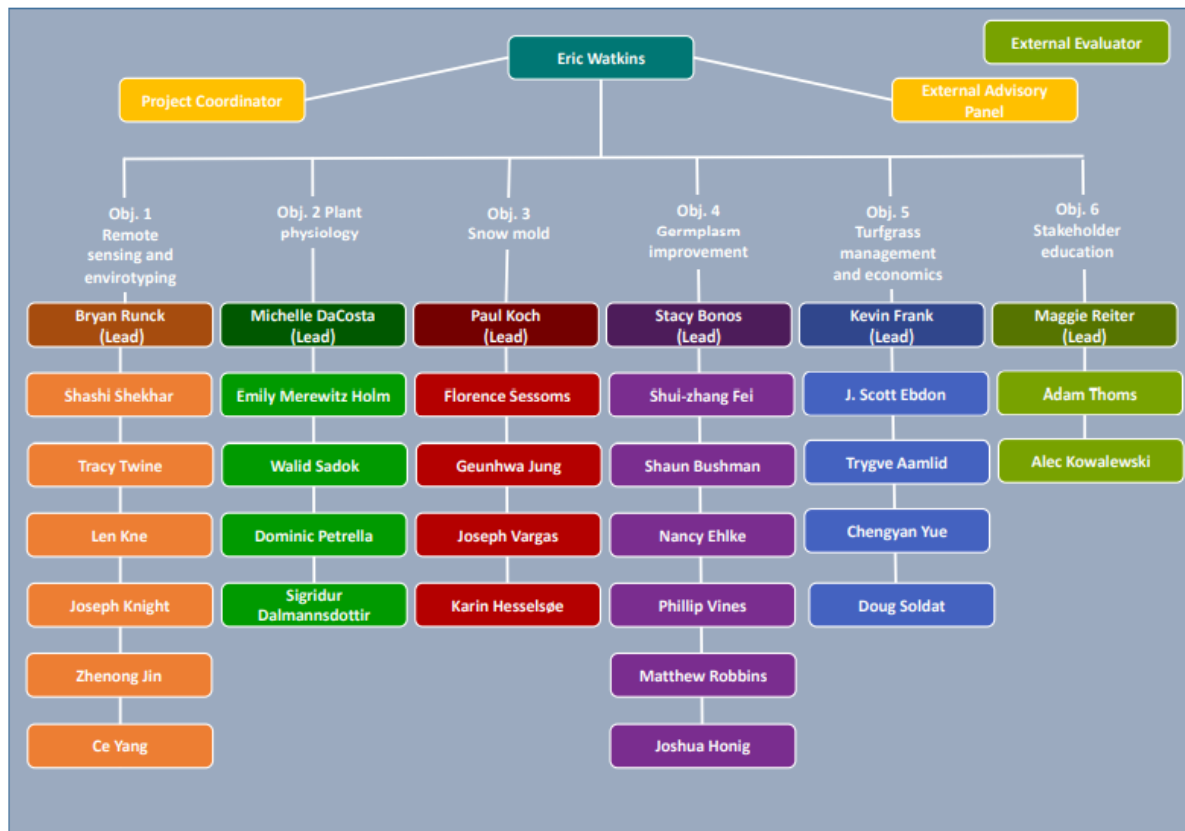 Eric Watkins
External Evaluator
Project Coordinator
External Advisory
Panel
Obj. 1
Remote
sensing and
envirotyping
Obj. 2 Plant
physiology
Obj. 3
Snow mold
Obj. 4
Germplasm
improvement
Obj. 5
Turfgrass
management
and economics
Obj. 6
Stakeholder
education
Bryan Runck
(Lead)
Shashi Shekhar
Tracy Twine
Len Kne
Joseph Knight
Zhenong Jin
Ce Yang
Michelle DaCosta
(Lead)
Emily Merewitz Holm
Walid Sadok
Dominic Petrella
Sigridur
Dalmannsdottir
Paul Koch
(Lead)
Florence Sessoms
Geunhwa Jung
Joseph Vargas
Karin Hesselsøe
Stacy Bonos
(Lead)
Shui-zhang Fei
Shaun Bushman
Nancy Ehlke
Phillip Vines
Matthew Robbins
Joshua Honig
Kevin Frank
(Lead)
J. Scott Ebdon
Trygve Aamlid
Chengyan Yue
Doug Soldat
Maggie Reiter
(Lead)
Adam Thoms
Alec Kowalewski